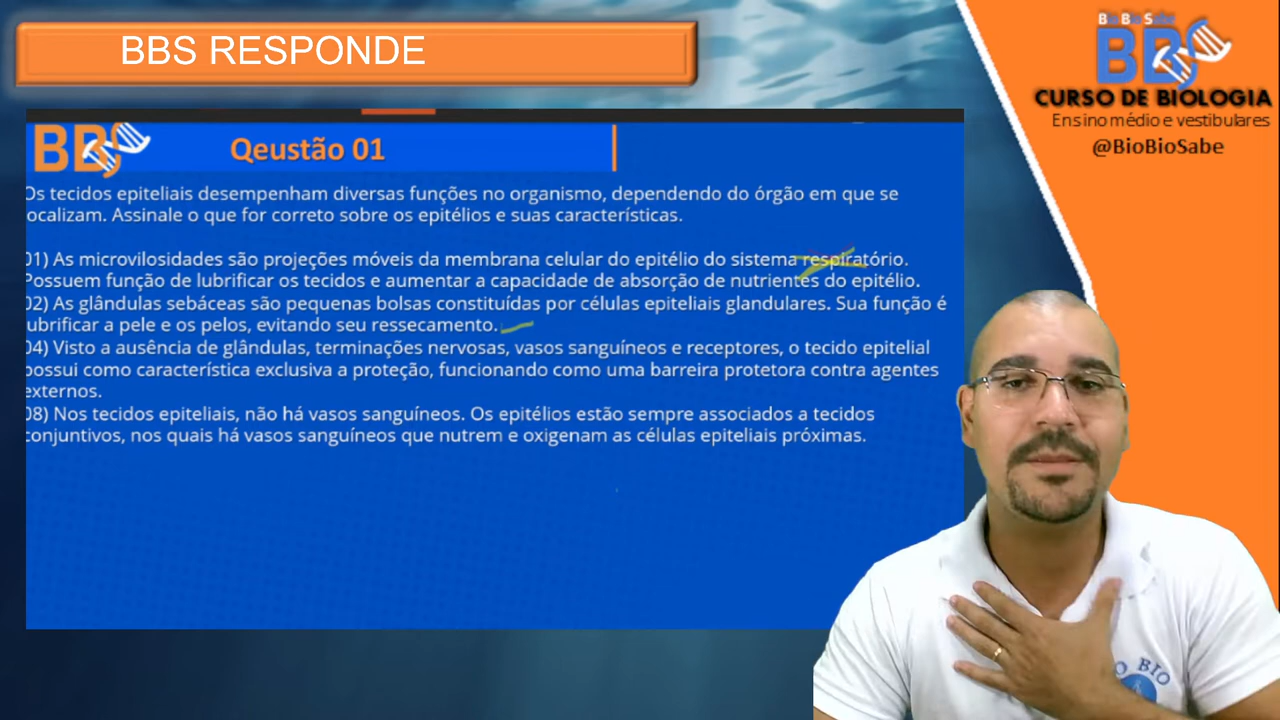 BBS RESPONDE
Bio Bio Sabe
BBS
CURSO DE BIOLOGIA
Ensino médio e vestibulares
@BioBioSabe
BBS
Qeustão 01
Os tecidos epiteliais desempenham diversas funções no organismo, dependendo do órgão em que se
localizam. Assinale o que for correto sobre os epitélios e suas características.
01) As microvilosidades são projeções móveis da membrana celular do epitélio do sistema respiratório.
Possuem função de lubrificar os tecidos e aumentar a capacidade de absorção de nutrientes do epitélio.
02) As glândulas sebáceas são pequenas bolsas constituídas por células epiteliais glandulares. Sua função é
lubrificar a pele e os pelos, evitando seu ressecamento.
04) Visto a ausência de glândulas, terminações nervosas, vasos sanguíneos e receptores, o tecido epitelial
possui como característica exclusiva a proteção, funcionando como uma barreira protetora contra agentes
externos.
08) Nos tecidos epiteliais, não há vasos sanguíneos. Os epitélios estão sempre associados a tecidos
conjuntivos, nos quais há vasos sanguíneos que nutrem e oxigenam as células epiteliais próximas.
O BIO